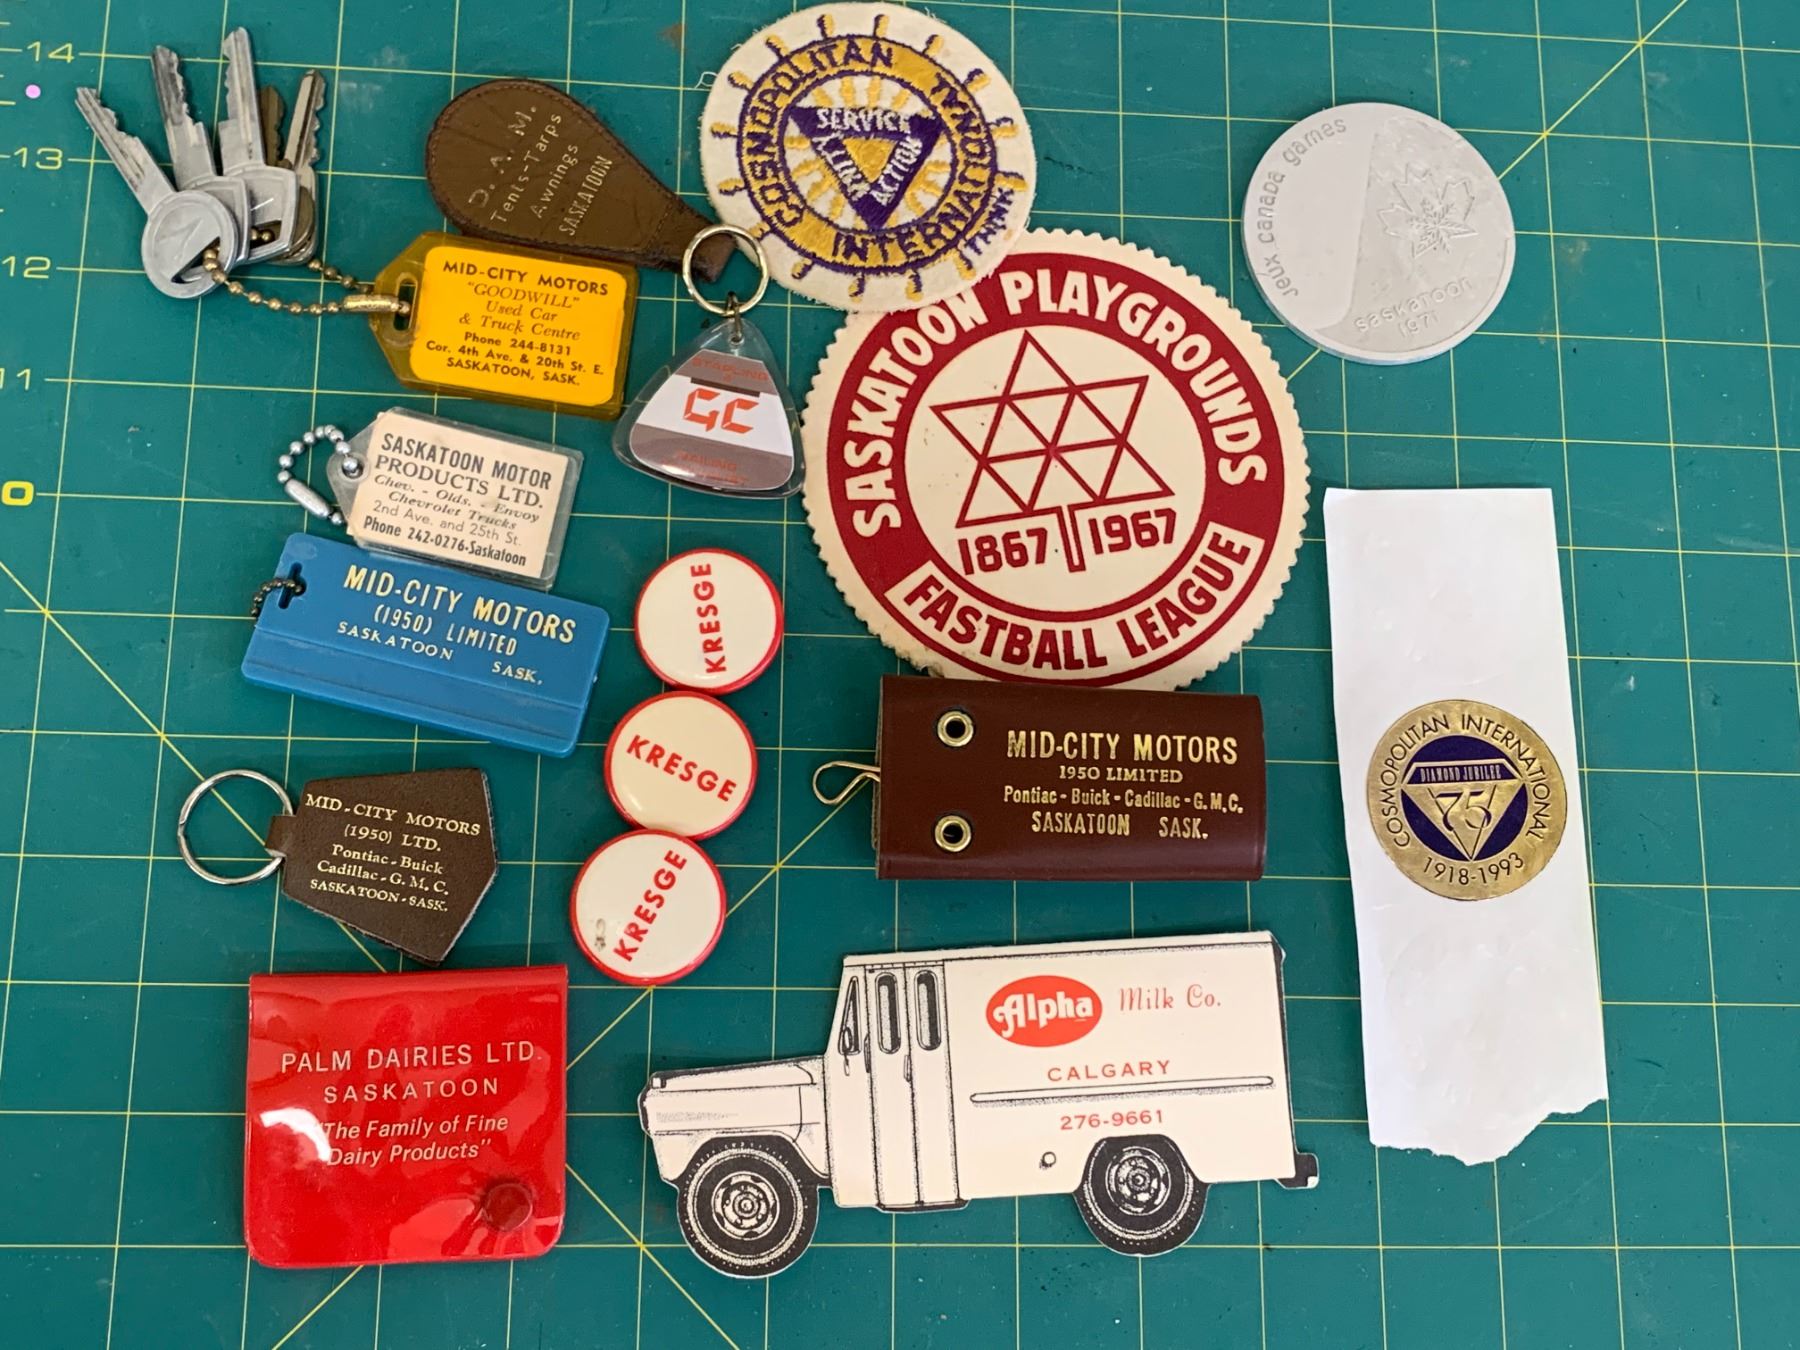 14
13
12
11
0
D. A. M.
Tents-Tarps
Awnings
SASKATOON
MID-CITY MOTORS
"GOODWILL"
Used Car
& Truck Centre
Phone 244-8131
Cor. 4th Ave. & 20th St. E.
SASKATOON, SASK.
COSMOPOLITAN
INTERNATIONAL
SERVICE
ACTION
jeux canada games
saskatoon
1971
GC
SASKATOON MOTOR
PRODUCTS LTD.
Chev. - Olds. - Envoy
Chevrolet Trucks
2nd Ave. and 25th St.
Phone 242-0276-Saskatoon
SASKATOON PLAYGROUNDS
1867 1967
FASTBALL LEAGUE
MID-CITY MOTORS
(1950) LIMITED
SASKATOON SASK.
KRESGE
KRESGE
KRESGE
MID-CITY MOTORS
1950 LIMITED
Pontiac - Buick - Cadillac - G.M.C.
SASKATOON SASK.
COSMOPOLITAN INTERNATIONAL
DIAMOND JUBILEE
75
1918-1993
MID-CITY MOTORS
(1950) LTD.
Pontiac-Buick
Cadillac-G. M. C.
SASKATOON-SASK.
PALM DAIRIES LTD.
SASKATOON
"The Family of Fine
Dairy Products"
Alpha Milk Co.
CALGARY
276-9661